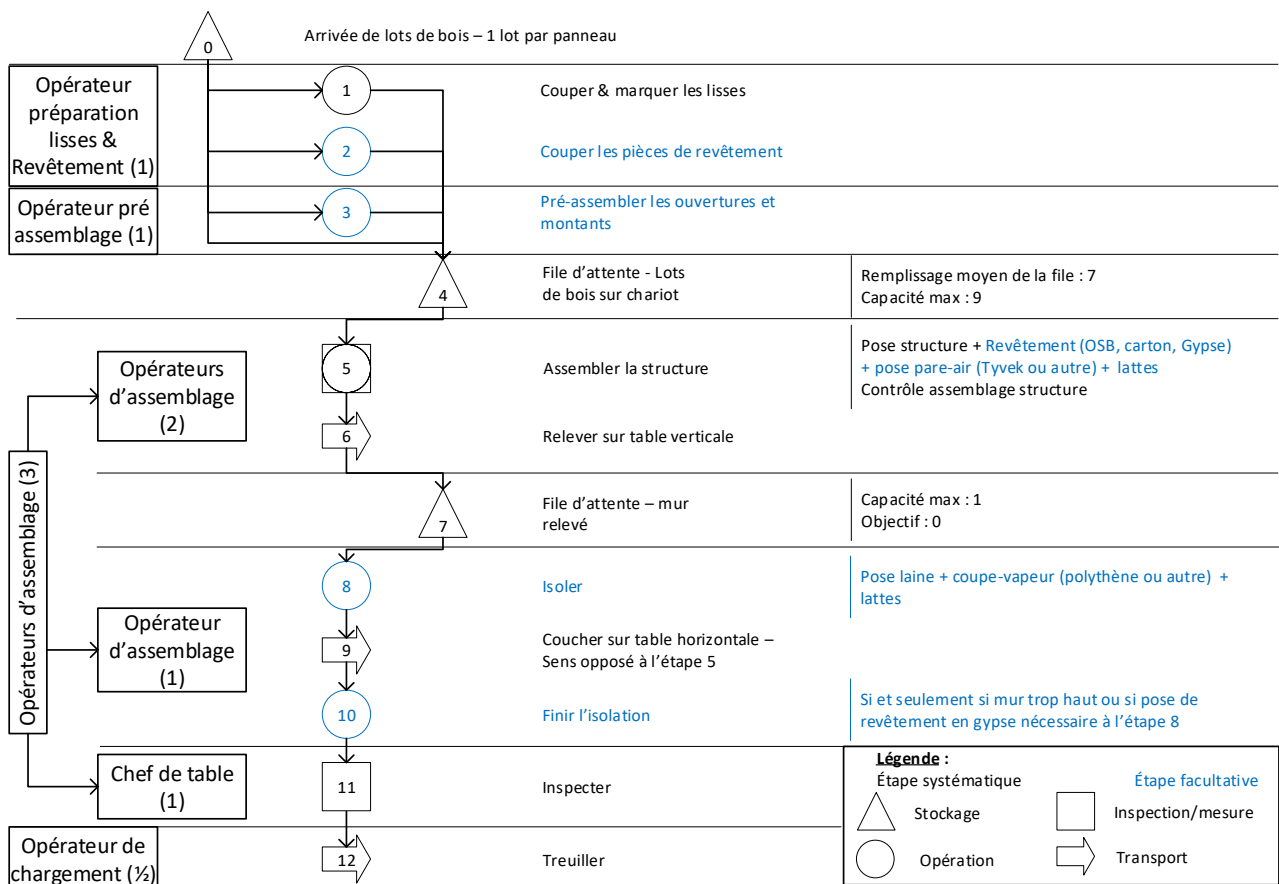 0
Arrivée de lots de bois – 1 lot par panneau
Opérateur
préparation
lisses &
Revêtement (1)
1
Couper & marquer les lisses
2
Couper les pièces de revêtement
Opérateur pré
assemblage (1)
3
Pré-assembler les ouvertures et
montants
4
File d'attente - Lots
de bois sur chariot
Remplissage moyen de la file : 7
Capacité max : 9
Opérateurs d'assemblage (3)
Opérateurs
d'assemblage
(2)
5
Assembler la structure
Pose structure + Revêtement (OSB, carton, Gypse)
+ pose pare-air (Tyvek ou autre) + lattes
Contrôle assemblage structure
6
Relever sur table verticale
7
File d'attente – mur
relevé
Capacité max : 1
Objectif : 0
Opérateur
d'assemblage
(1)
8
Isoler
Pose laine + coupe-vapeur (polythène ou autre) +
lattes
9
Coucher sur table horizontale –
Sens opposé à l'étape 5
10
Finir l'isolation
Si et seulement si mur trop haut ou si pose de
revêtement en gypse nécessaire à l'étape 8
Chef de table
(1)
11
Inspecter
Opérateur de
chargement (½)
12
Treuiller
Légende :
Étape systématique
Étape facultative
Stockage
Inspection/mesure
Opération
Transport